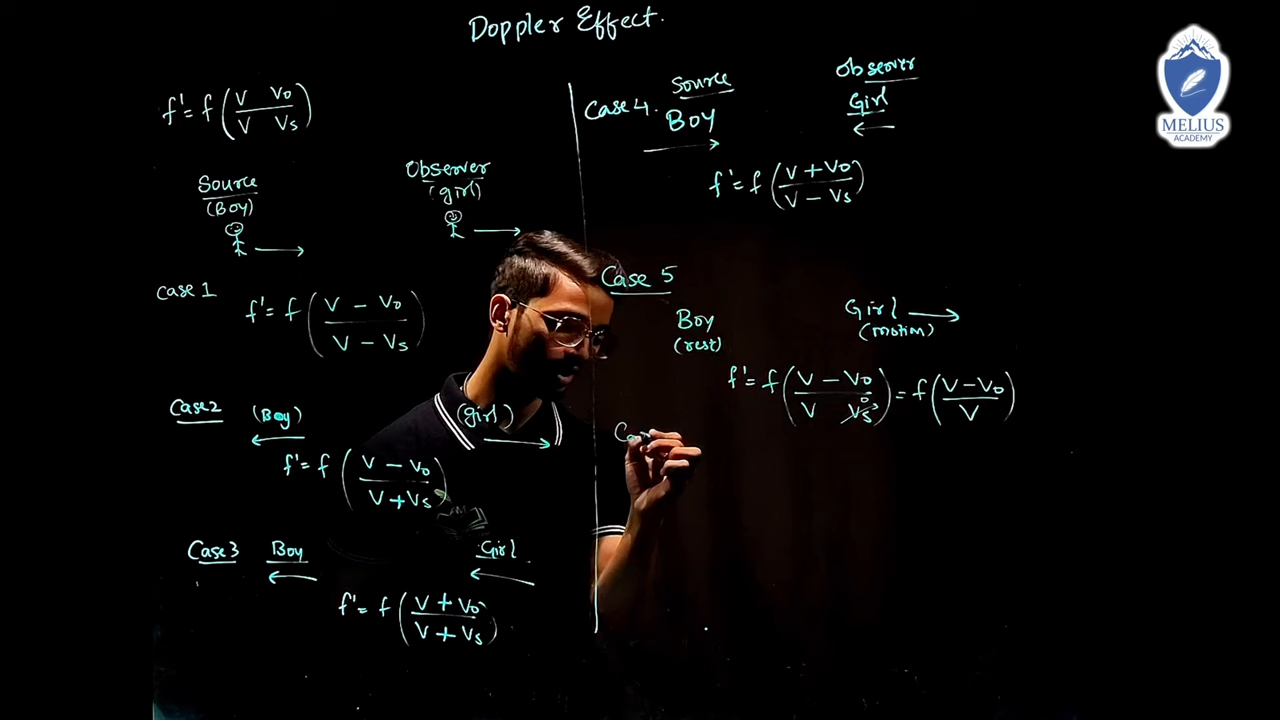 Doppler Effect.
f' = f (V V₀ / V Vₛ)
Source
(Boy)
Observer
(girl)
Case 1
f' = f (V - V₀ / V - Vₛ)
Case2
(Boy)
(girl)
f' = f (V - V₀ / V + Vₛ)
Case3
Boy
Girl
f' = f (V + V₀ / V + Vₛ)
Case 4.
Source
Boy
Observer
Girl
f' = f (V + V₀ / V - Vₛ)
Case 5
Boy
(rest)
Girl
(motion)
f' = f (V - V₀ / V Vₛ⁰) = f (V - V₀ / V)
MELIUS
ACADEMY